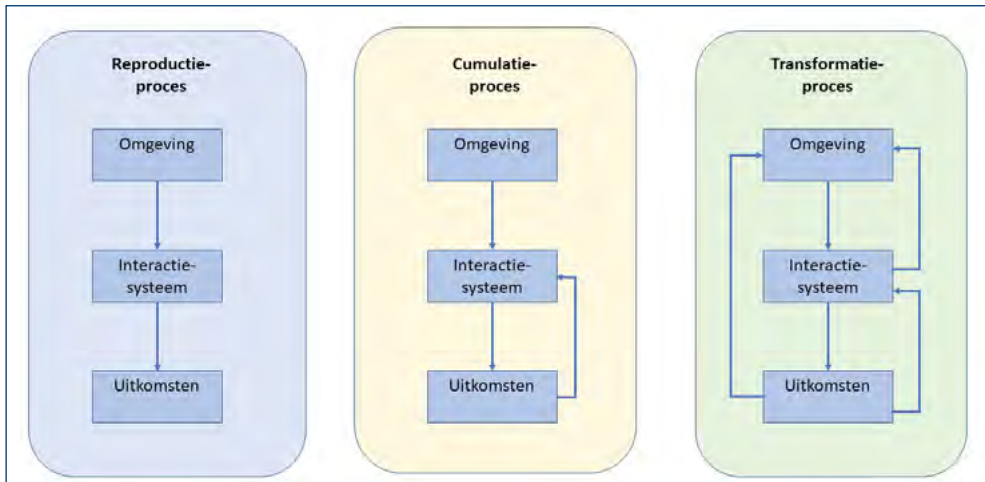 Reproductie-
proces
Omgeving
Interactie-
systeem
Uitkomsten
Cumulatie-
proces
Omgeving
Interactie-
systeem
Uitkomsten
Transformatie-
proces
Omgeving
Interactie-
systeem
Uitkomsten